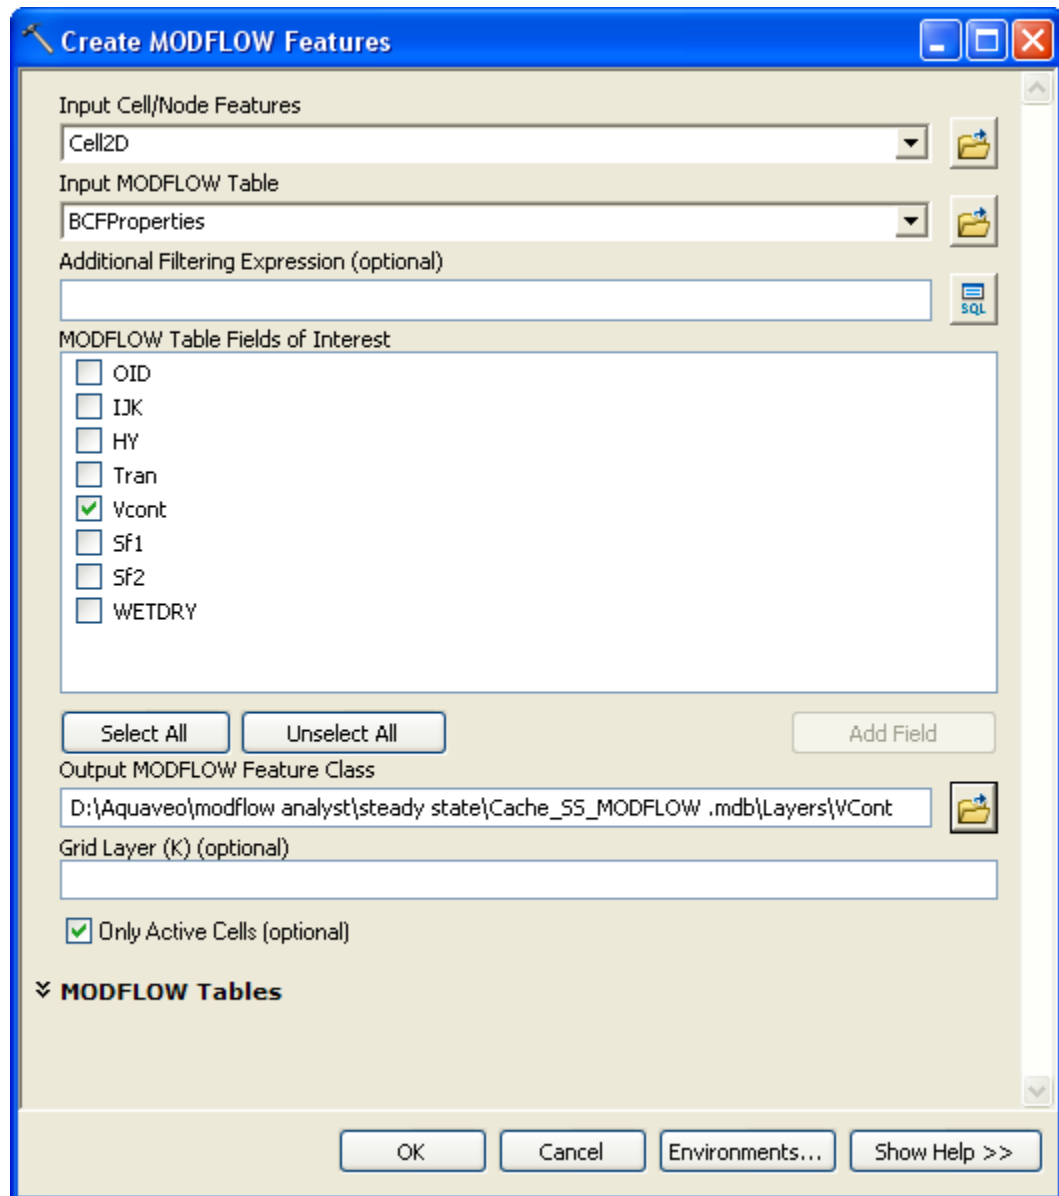 Create MODFLOW Features
Input Cell/Node Features
Cell2D
Input MODFLOW Table
BCFProperties
Additional Filtering Expression (optional)
SQL
MODFLOW Table Fields of Interest
OID
IJK
HY
Tran
Vcont
Sf1
Sf2
WETDRY
Select All Unselect All Add Field
Output MODFLOW Feature Class
D:\Aquaveo\modflow analyst\steady state\Cache_SS_MODFLOW .mdb\Layers\VCont
Grid Layer (K) (optional)
Only Active Cells (optional)
MODFLOW Tables
OK Cancel Environments... Show Help >>